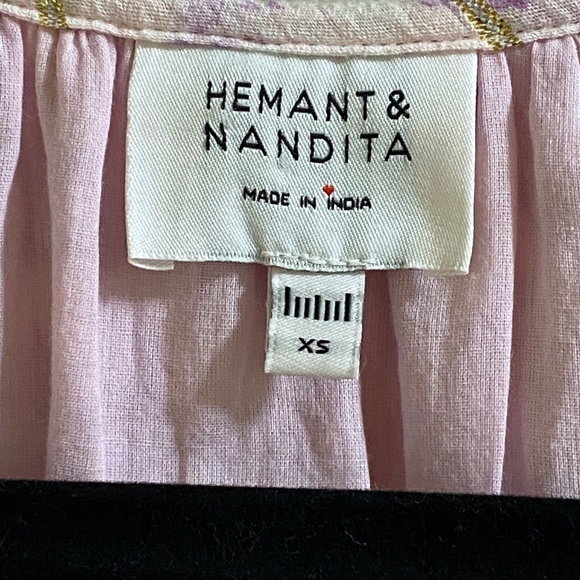 HEMANT &
NANDITA
MADE IN INDIA
XS